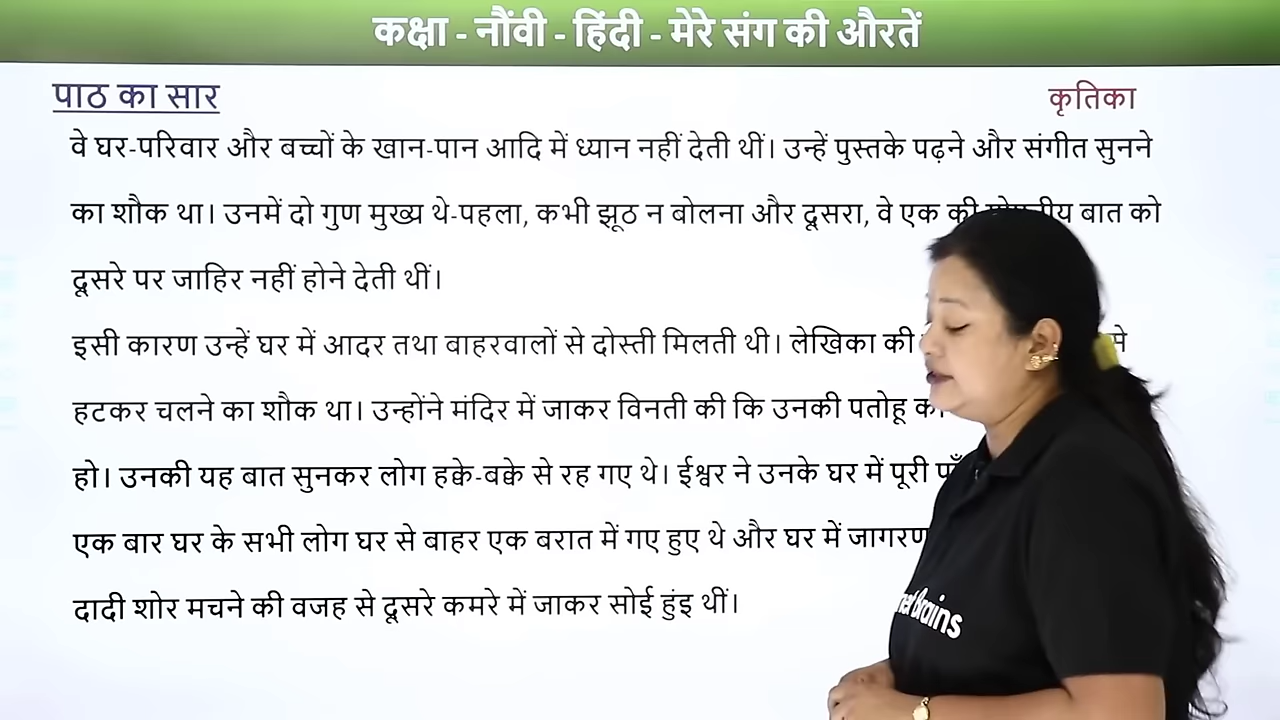 कक्षा - नौंवी - हिंदी - मेरे संग की औरतें
पाठ का सार
कृतिका
वे घर-परिवार और बच्चों के खान-पान आदि में ध्यान नहीं देती थीं। उन्हें पुस्तके पढ़ने और संगीत सुनने
का शौक था। उनमें दो गुण मुख्य थे-पहला, कभी झूठ न बोलना और दूसरा, वे एक की बात को
दूसरे पर जाहिर नहीं होने देती थीं।
इसी कारण उन्हें घर में आदर तथा बाहरवालों से दोस्ती मिलती थी। लेखिका की से
हटकर चलने का शौक था। उन्होंने मंदिर में जाकर विनती की कि उनकी पतोहू
हो। उनकी यह बात सुनकर लोग हक्के-बक्के से रह गए थे। ईश्वर ने उनके घर में पूरी
एक बार घर के सभी लोग घर से बाहर एक बरात में गए हुए थे और घर में जागरण
दादी शोर मचने की वजह से दूसरे कमरे में जाकर सोई हुंइ थीं।
Brains